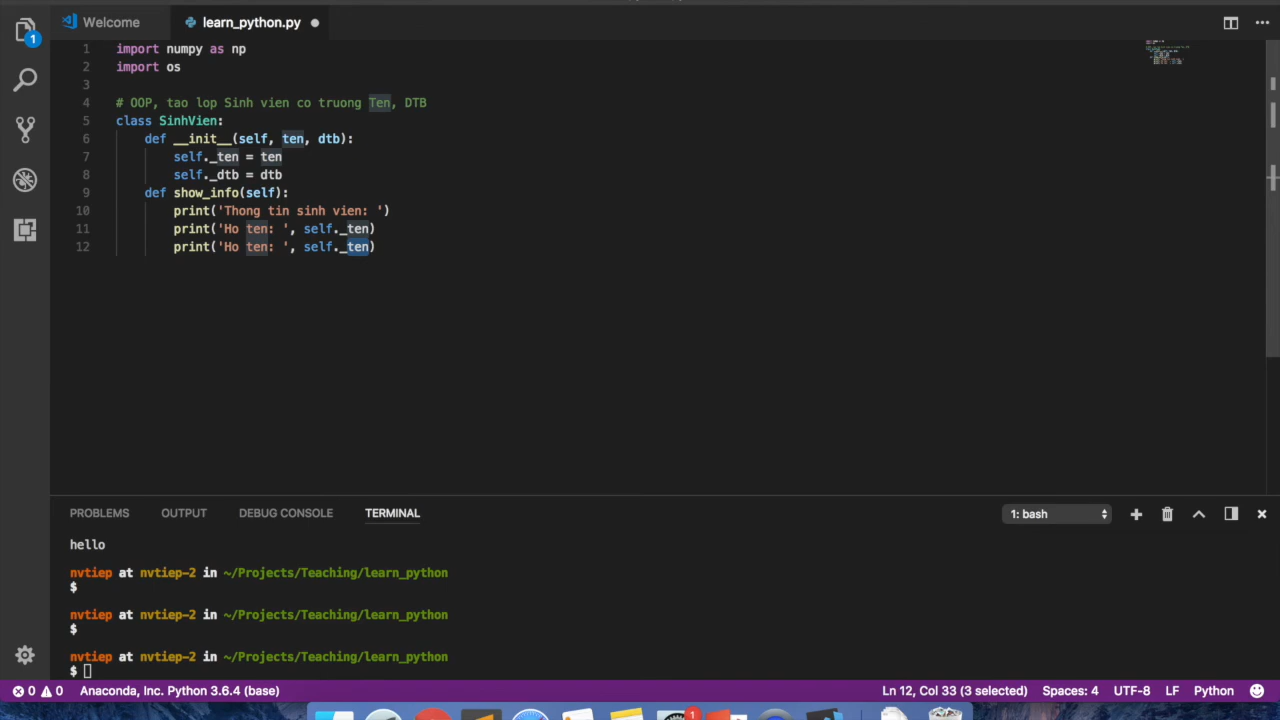 Welcome
learn_python.py
1
1 import numpy as np
2 import os
3
4 # OOP, tao lop Sinh vien co truong Ten, DTB
5 class SinhVien:
6 def __init__(self, ten, dtb):
7 self._ten = ten
8 self._dtb = dtb
9 def show_info(self):
10 print('Thong tin sinh vien: ')
11 print('Ho ten: ', self._ten)
12 print('Ho ten: ', self._ten)
PROBLEMS OUTPUT DEBUG CONSOLE TERMINAL 1: bash
hello
nvtiep at nvtiep-2 in ~/Projects/Teaching/learn_python
$
nvtiep at nvtiep-2 in ~/Projects/Teaching/learn_python
$
nvtiep at nvtiep-2 in ~/Projects/Teaching/learn_python
$
0 0 Anaconda, Inc. Python 3.6.4 (base) Ln 12, Col 33 (3 selected) Spaces: 4 UTF-8 LF Python
1